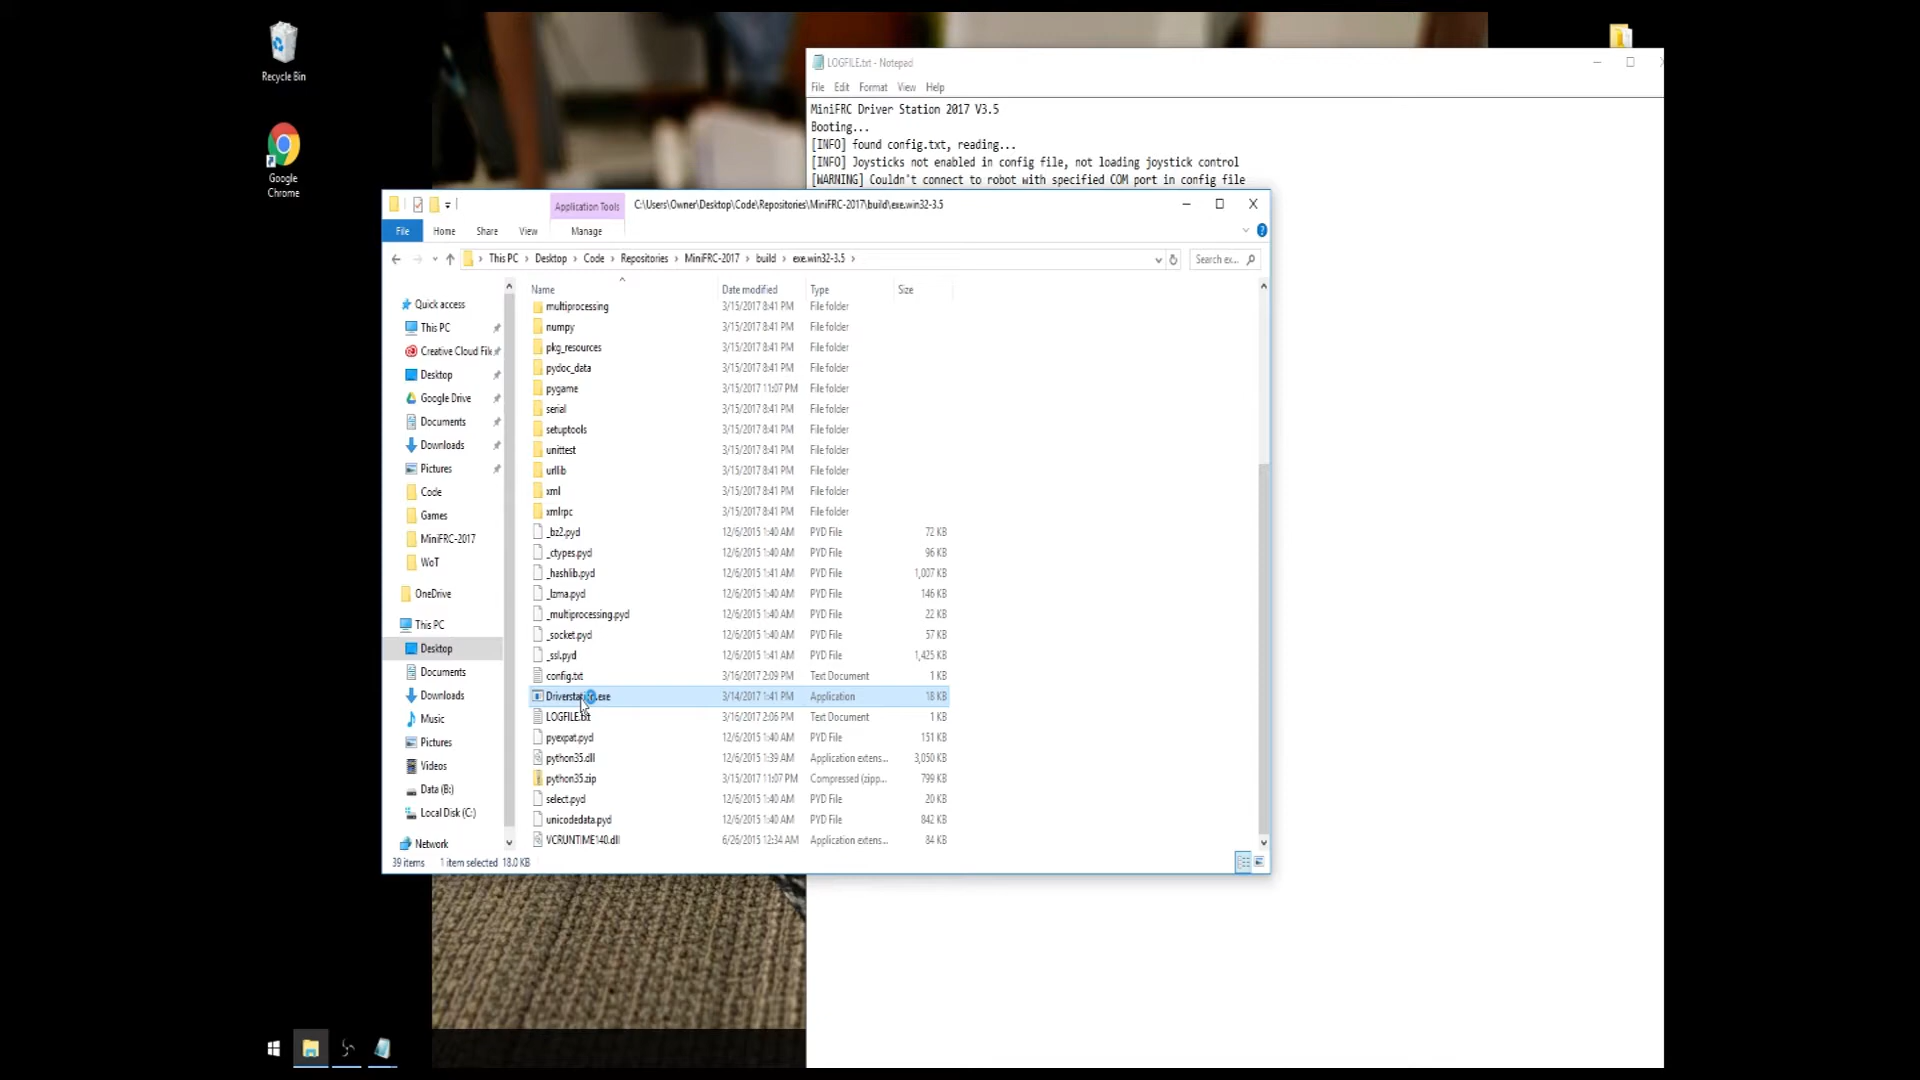 Recycle Bin
Google
Chrome
LOGFILE.txt - Notepad
File Edit Format View Help
MiniFRC Driver Station 2017 V3.5
Booting...
[INFO] found config.txt, reading...
[INFO] Joysticks not enabled in config file, not loading joystick control
[WARNING] Couldn't connect to robot with specified COM port in config file
Application Tools C:\Users\Owner\Desktop\Code\Repositories\MiniFRC-2017\build\exe.win32-3.5
File Home Share View Manage
This PC > Desktop > Code > Repositories > MiniFRC-2017 > build > exe.win32-3.5 >
Search ex...
Quick access
This PC
Creative Cloud File
Desktop
Google Drive
Documents
Downloads
Pictures
Code
Games
MiniFRC-2017
WoT
OneDrive
This PC
Desktop
Documents
Downloads
Music
Pictures
Videos
Data (B:)
Local Disk (C:)
Network
Name Date modified Type Size
multiprocessing 3/15/2017 8:41 PM File folder
numpy 3/15/2017 8:41 PM File folder
pkg_resources 3/15/2017 8:41 PM File folder
pydoc_data 3/15/2017 8:41 PM File folder
pygame 3/15/2017 11:07 PM File folder
serial 3/15/2017 8:41 PM File folder
setuptools 3/15/2017 8:41 PM File folder
unittest 3/15/2017 8:41 PM File folder
urllib 3/15/2017 8:41 PM File folder
xml 3/15/2017 8:41 PM File folder
xmlrpc 3/15/2017 8:41 PM File folder
_bz2.pyd 12/6/2015 1:40 AM PYD File 72 KB
_ctypes.pyd 12/6/2015 1:40 AM PYD File 96 KB
_hashlib.pyd 12/6/2015 1:41 AM PYD File 1,007 KB
_lzma.pyd 12/6/2015 1:40 AM PYD File 146 KB
_multiprocessing.pyd 12/6/2015 1:40 AM PYD File 22 KB
_socket.pyd 12/6/2015 1:40 AM PYD File 57 KB
_ssl.pyd 12/6/2015 1:41 AM PYD File 1,425 KB
config.txt 3/16/2017 2:09 PM Text Document 1 KB
Driverstation.exe 3/14/2017 1:41 PM Application 18 KB
LOGFILE.txt 3/16/2017 2:06 PM Text Document 1 KB
pyexpat.pyd 12/6/2015 1:40 AM PYD File 151 KB
python35.dll 12/6/2015 1:39 AM Application extens... 3,050 KB
python35.zip 3/15/2017 11:07 PM Compressed (zipp... 799 KB
select.pyd 12/6/2015 1:40 AM PYD File 20 KB
unicodedata.pyd 12/6/2015 1:40 AM PYD File 842 KB
VCRUNTIME140.dll 6/26/2015 12:34 AM Application extens... 84 KB
39 items 1 item selected 18.0 KB